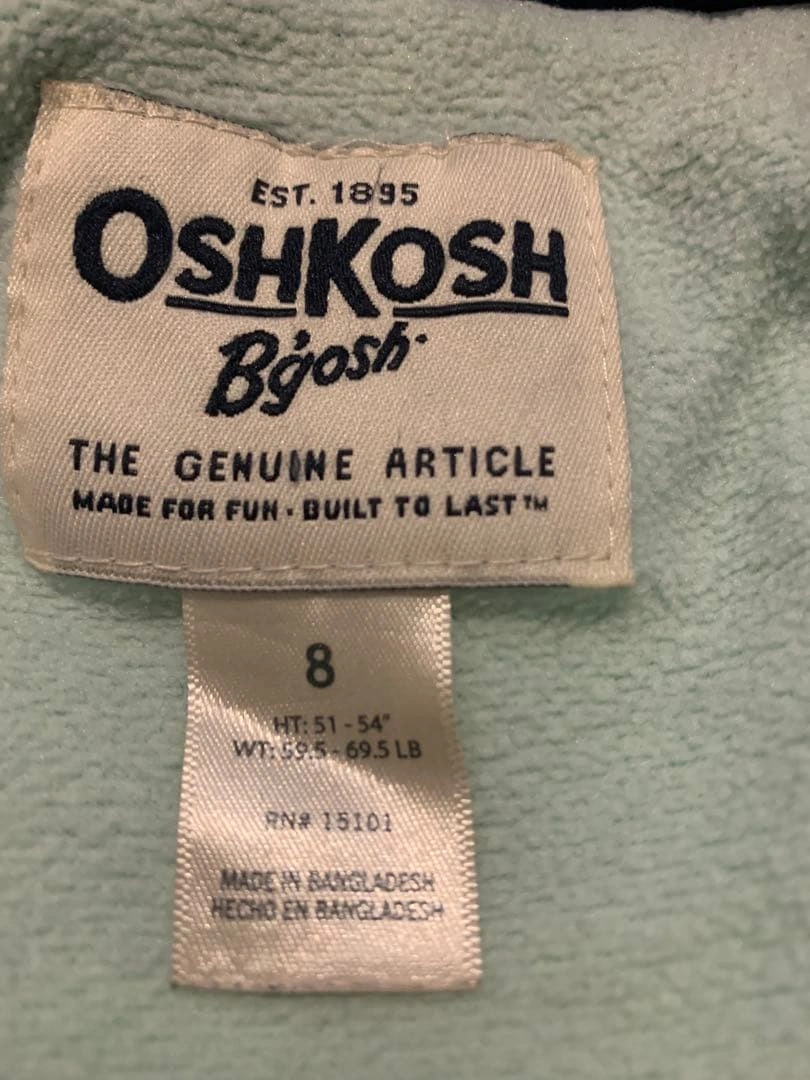 EST. 1895
OSHKOSH
B'gosh
THE GENUINE ARTICLE
MADE FOR FUN · BUILT TO LAST™
8
HT: 51 - 54"
WT: 59.5 - 69.5 LB
RN# 15101
MADE IN BANGLADESH
HECHO EN BANGLADESH